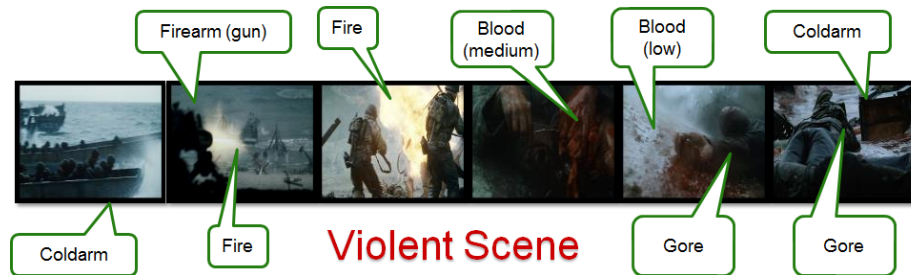 Firearm (gun)
Fire
Blood
(medium)
Blood
(low)
Coldarm
Coldarm
Fire
Violent Scene
Gore
Gore